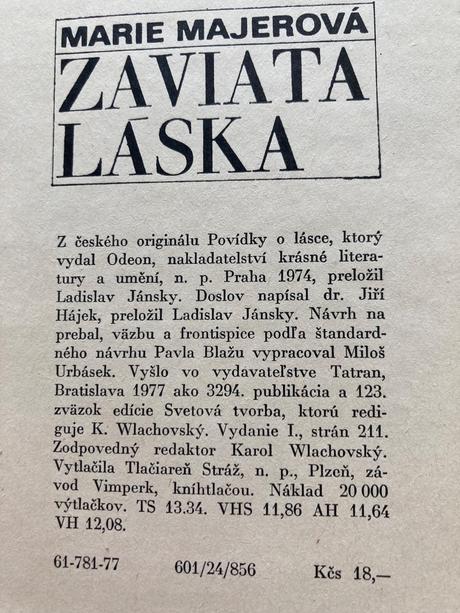 MARIE MAJEROVÁ
ZAVIATA
LÁSKA
Z českého originálu Povídky o lásce, ktorý
vydal Odeon, nakladatelství krásné litera-
tury a umění, n. p. Praha 1974, preložil
Ladislav Jánsky. Doslov napísal dr. Jiří
Hájek, preložil Ladislav Jánsky. Návrh na
prebal, väzbu a frontispice podľa štandard-
ného návrhu Pavla Blažu vypracoval Miloš
Urbásek. Vyšlo vo vydavateľstve Tatran,
Bratislava 1977 ako 3294. publikácia a 123.
zväzok edície Svetová tvorba, ktorú redi-
guje K. Wlachovský. Vydanie I., strán 211.
Zodpovedný redaktor Karol Wlachovský.
Vytlačila Tlačiareň Stráž, n. p., Plzeň, zá-
vod Vimperk, kníhtlačou. Náklad 20 000
výtlačkov. TS 13.34. VHS 11,86 AH 11,64
VH 12,08.
61-781-77 601/24/856 Kčs 18,—